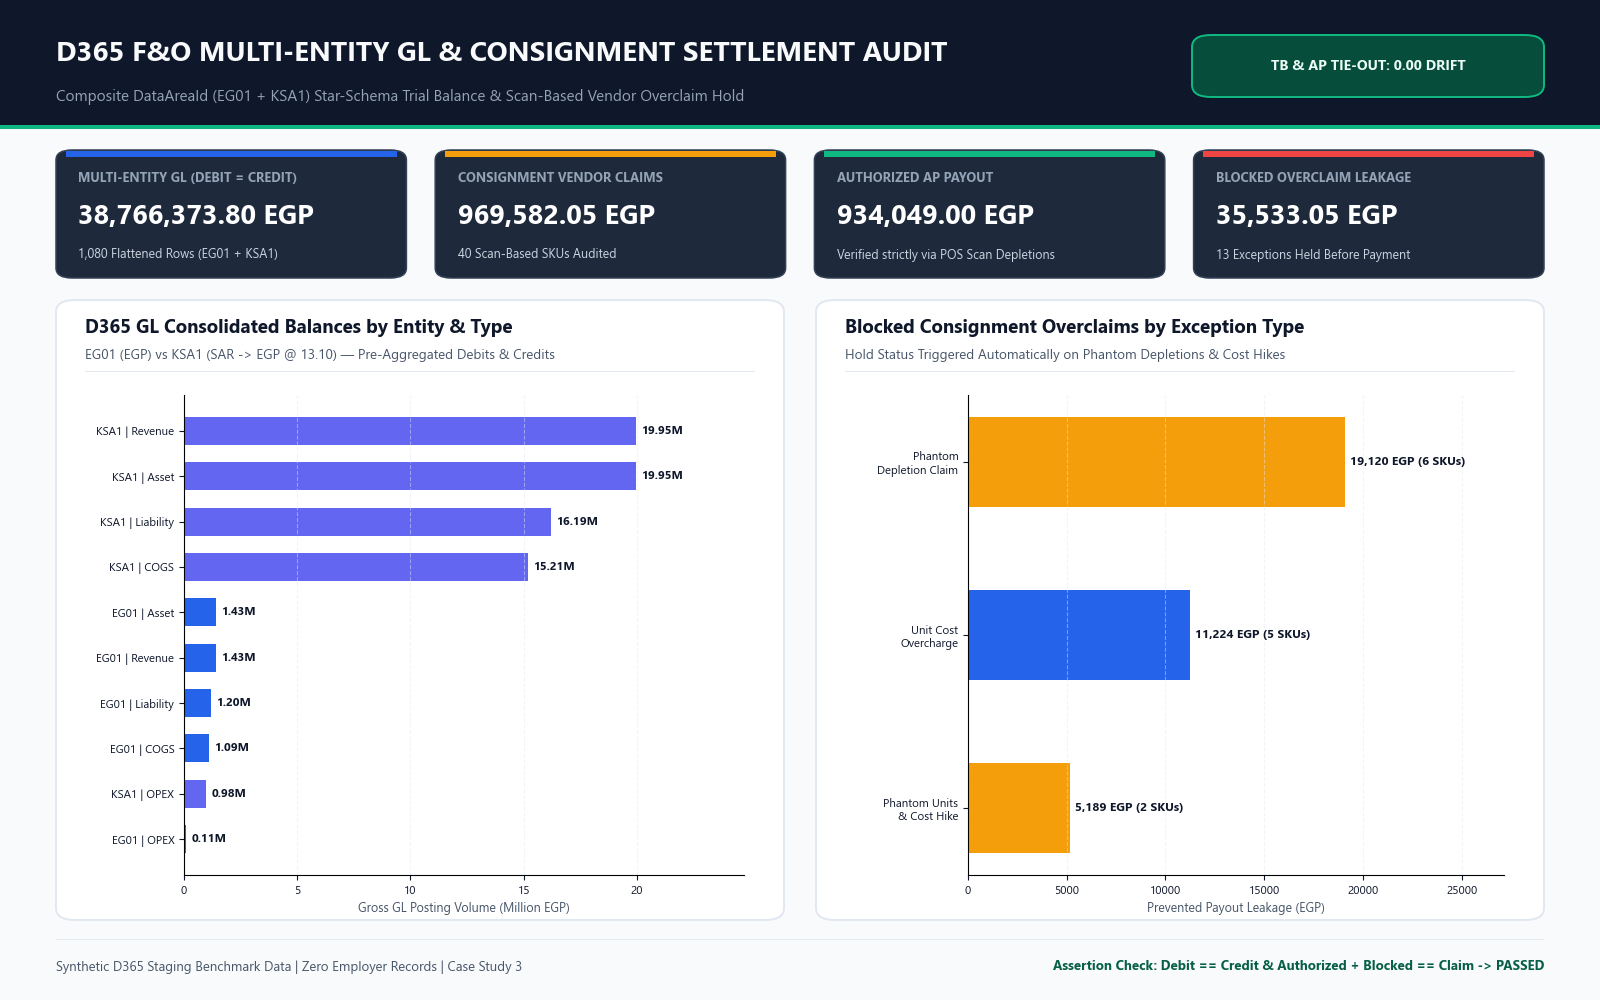 D365 F&O MULTI-ENTITY GL & CONSIGNMENT SETTLEMENT AUDIT
Composite DataAreaId (EG01 + KSA1) Star-Schema Trial Balance & Scan-Based Vendor Overclaim Hold
TB & AP TIE-OUT: 0.00 DRIFT
MULTI-ENTITY GL (DEBIT = CREDIT)
38,766,373.80 EGP
1,080 Flattened Rows (EG01 + KSA1)
CONSIGNMENT VENDOR CLAIMS
969,582.05 EGP
40 Scan-Based SKUs Audited
AUTHORIZED AP PAYOUT
934,049.00 EGP
Verified strictly via POS Scan Depletions
BLOCKED OVERCLAIM LEAKAGE
35,533.05 EGP
13 Exceptions Held Before Payment
D365 GL Consolidated Balances by Entity & Type
EG01 (EGP) vs KSA1 (SAR -> EGP @ 13.10) — Pre-Aggregated Debits & Credits
KSA1 | Revenue
19.95M
KSA1 | Asset
19.95M
KSA1 | Liability
16.19M
KSA1 | COGS
15.21M
EG01 | Asset
1.43M
EG01 | Revenue
1.43M
EG01 | Liability
1.20M
EG01 | COGS
1.09M
KSA1 | OPEX
0.98M
EG01 | OPEX
0.11M
0 5 10 15 20
Gross GL Posting Volume (Million EGP)
Blocked Consignment Overclaims by Exception Type
Hold Status Triggered Automatically on Phantom Depletions & Cost Hikes
Phantom
Depletion Claim
19,120 EGP (6 SKUs)
Unit Cost
Overcharge
11,224 EGP (5 SKUs)
Phantom Units
& Cost Hike
5,189 EGP (2 SKUs)
0 5000 10000 15000 20000 25000
Prevented Payout Leakage (EGP)
Synthetic D365 Staging Benchmark Data | Zero Employer Records | Case Study 3
Assertion Check: Debit == Credit & Authorized + Blocked == Claim -> PASSED